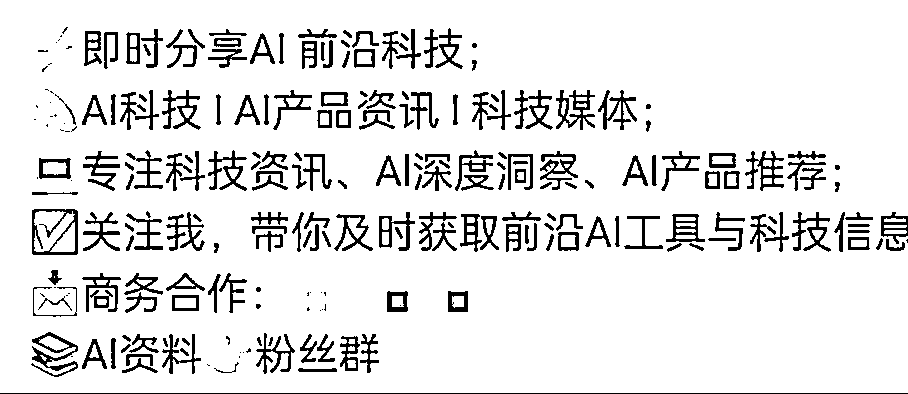 即时分享AI 前沿科技；
AI科技 | AI产品资讯 | 科技媒体；
专注科技资讯、AI深度洞察、AI产品推荐；
关注我，带你及时获取前沿AI工具与科技信息
商务合作：
AI资料 粉丝群